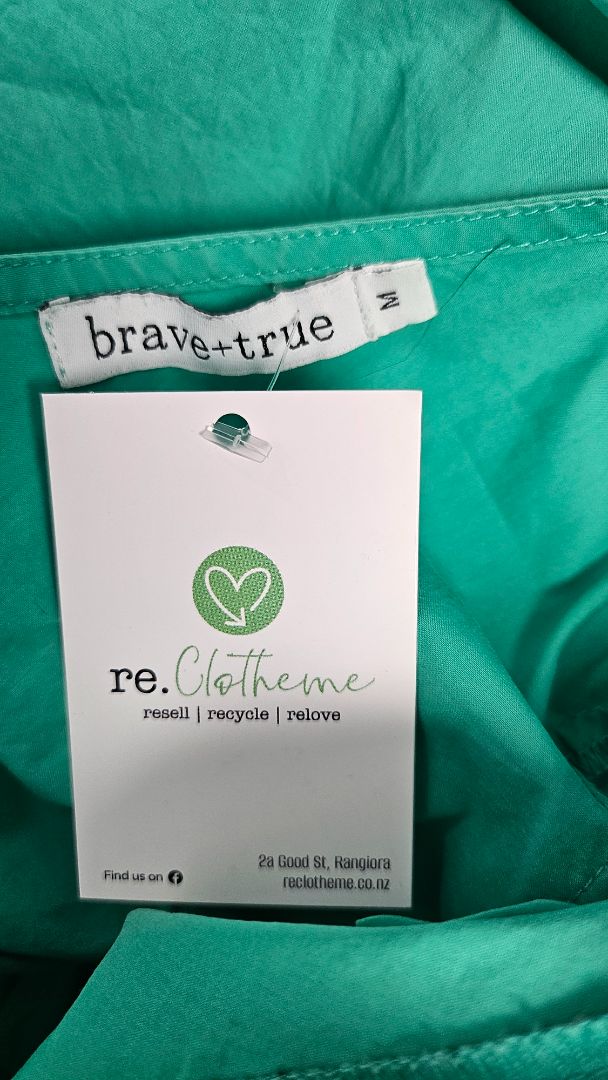 brave+true
M
re.Clotheme
resell | recycle | relove
2a Good St, Rangiora
Find us on
reclotheme.co.nz